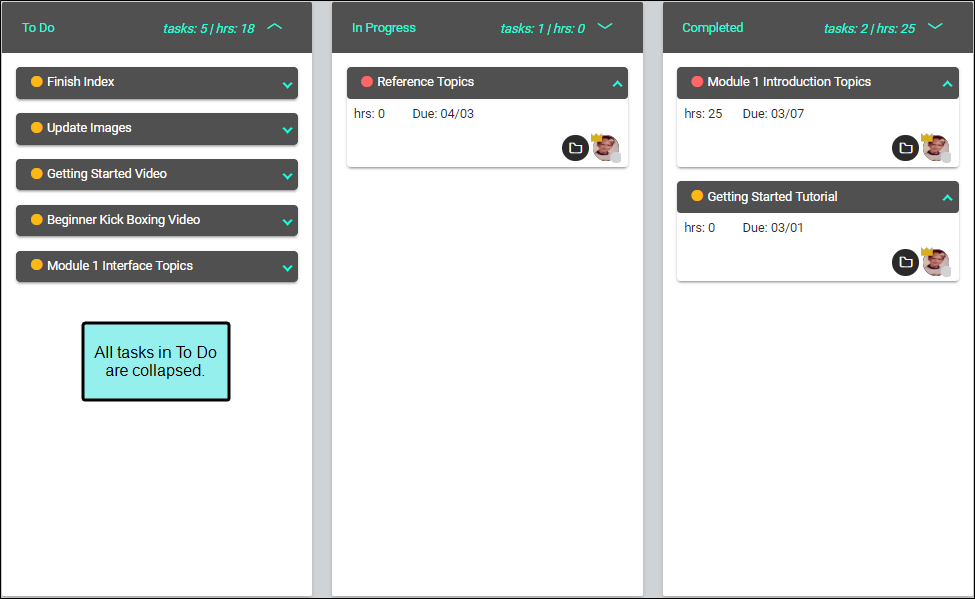 To Do tasks: 5 | hrs: 18
Finish Index
Update Images
Getting Started Video
Beginner Kick Boxing Video
Module 1 Interface Topics
All tasks in To Do
are collapsed.
In Progress tasks: 1 | hrs: 0
Reference Topics
hrs: 0 Due: 04/03
Completed tasks: 2 | hrs: 25
Module 1 Introduction Topics
hrs: 25 Due: 03/07
Getting Started Tutorial
hrs: 0 Due: 03/01